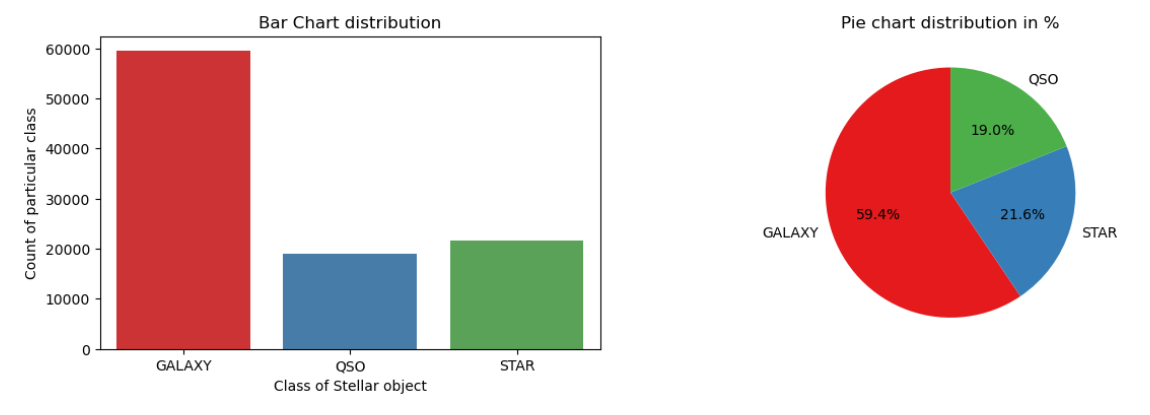 Bar Chart distribution
Count of particular class
60000
50000
40000
30000
20000
10000
0
GALAXY
QSO
STAR
Class of Stellar object
Pie chart distribution in %
QSO
19.0%
59.4%
21.6%
GALAXY
STAR